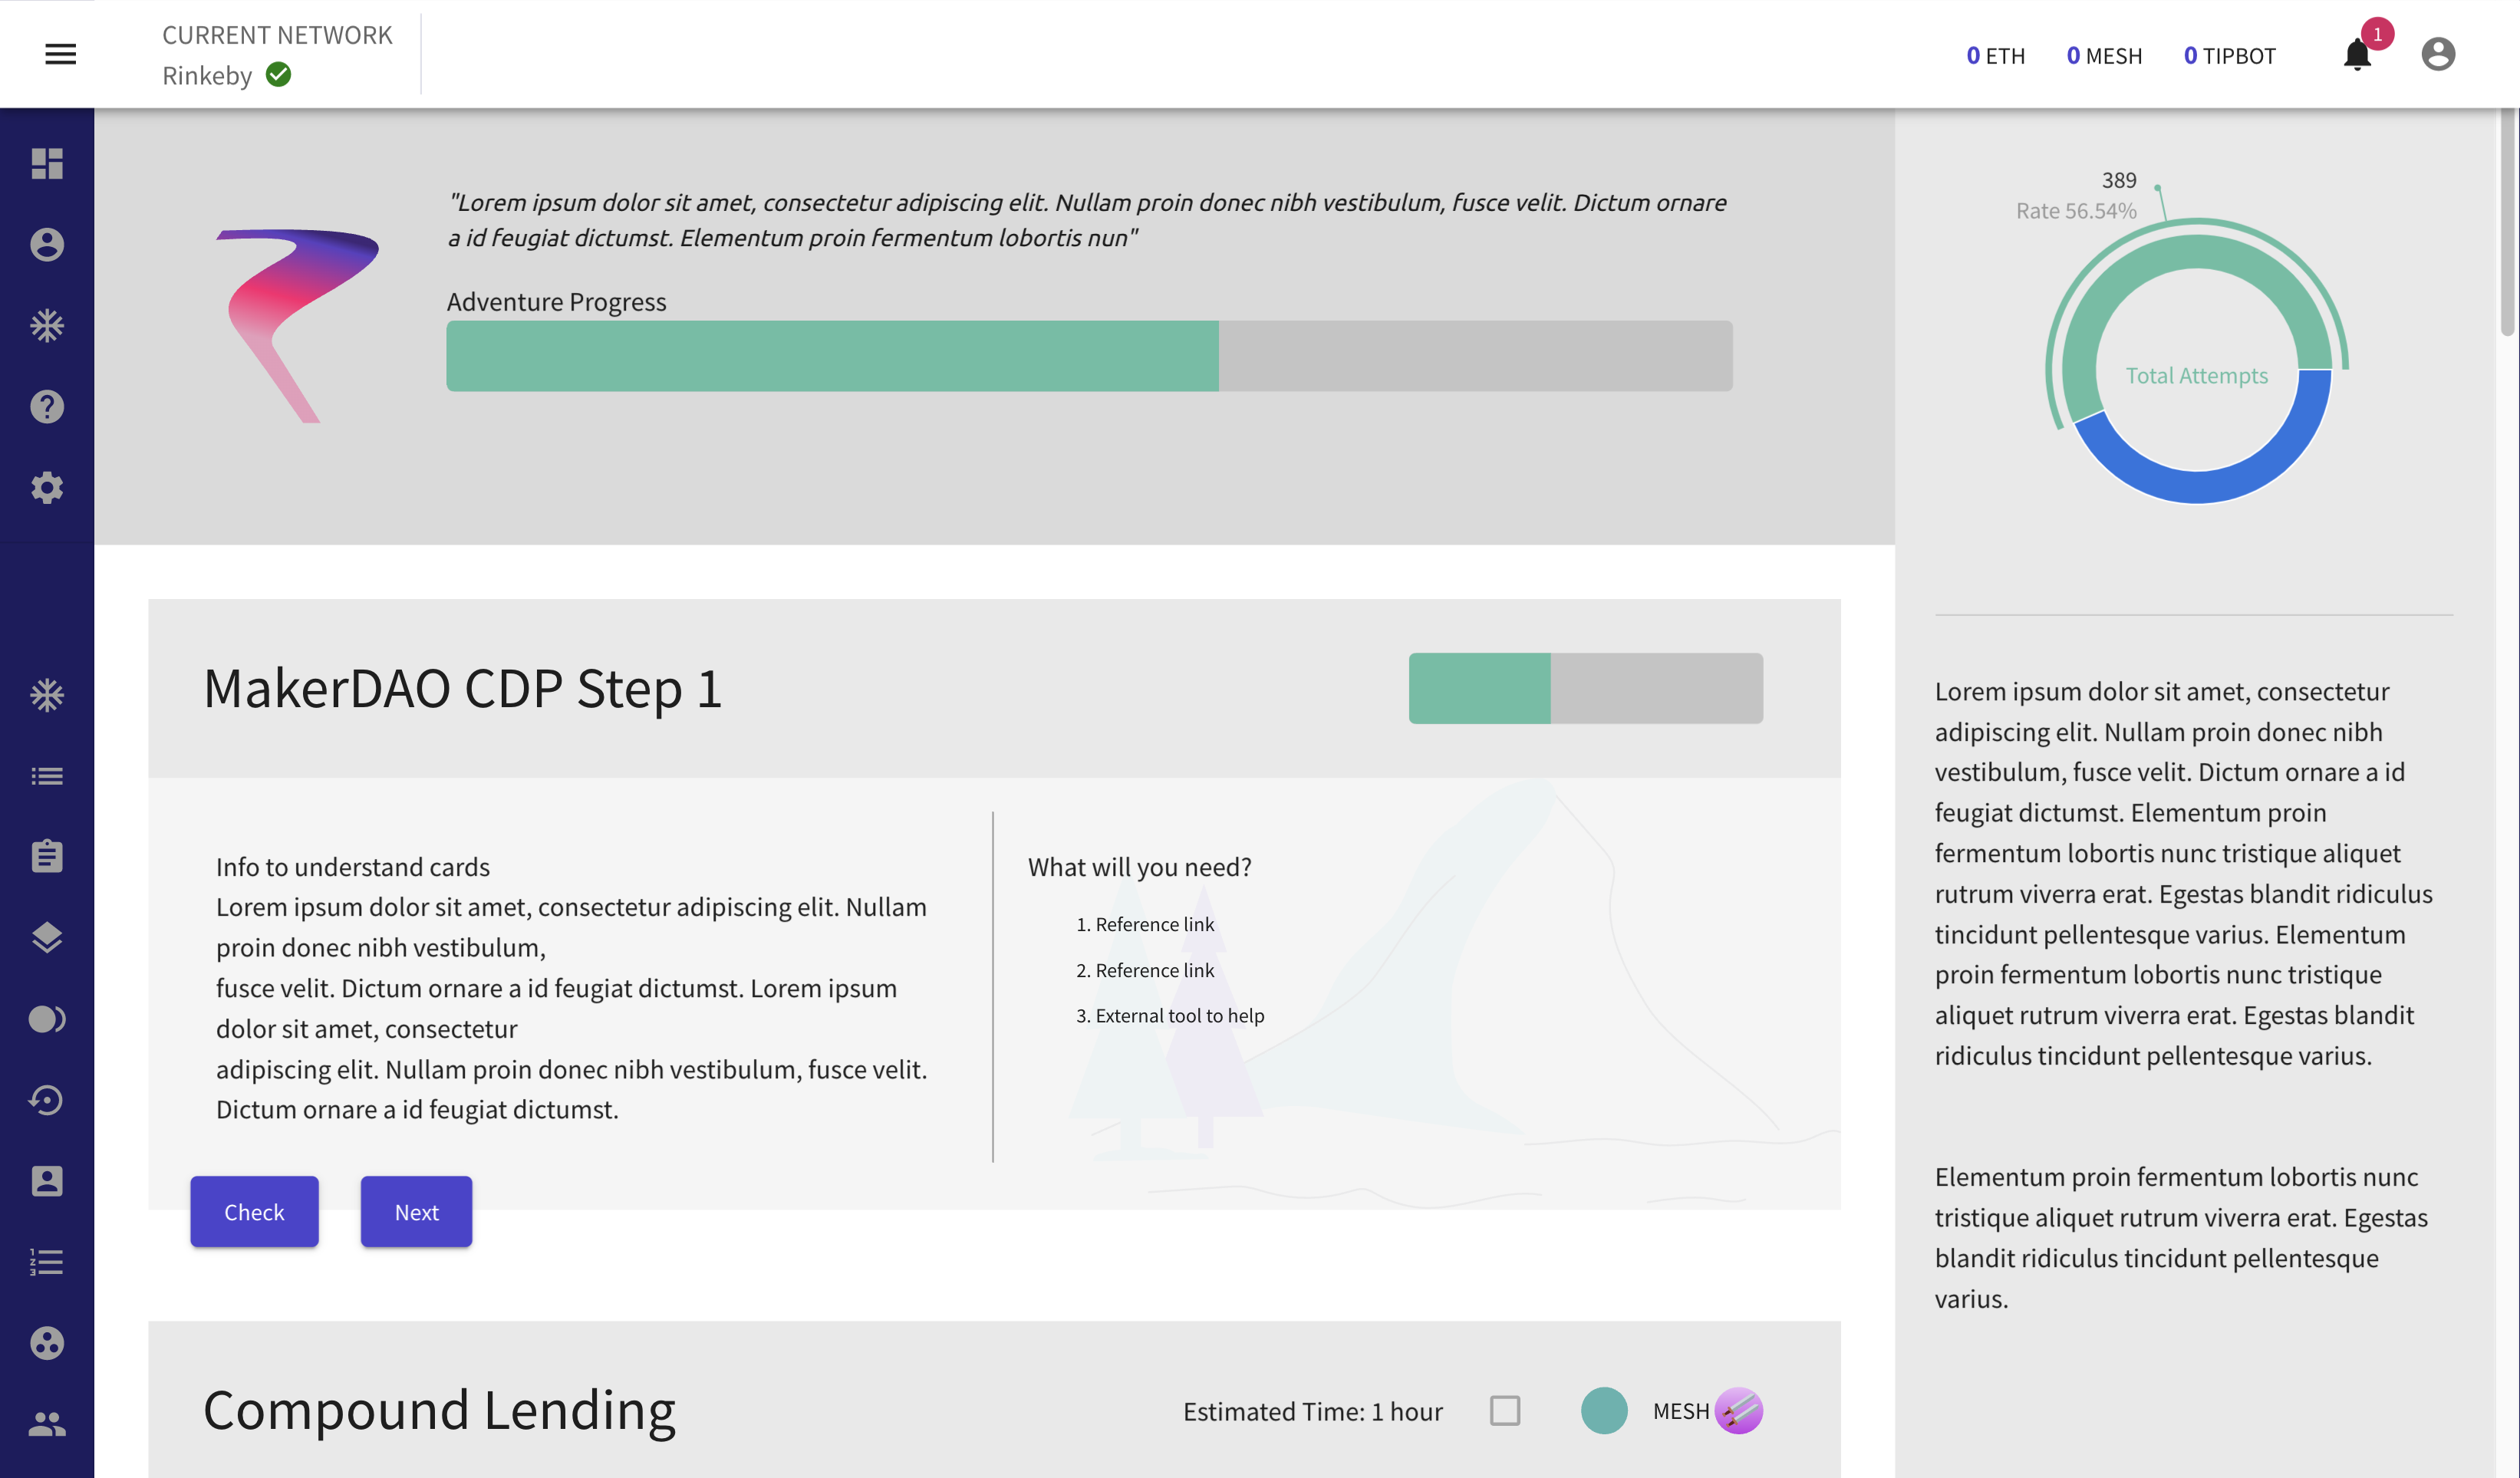 CURRENT NETWORK
Rinkeby
0 ETH
0 MESH
0 TIPBOT
1
"Lorem ipsum dolor sit amet, consectetur adipiscing elit. Nullam proin donec nibh vestibulum, fusce velit. Dictum ornare
a id feugiat dictumst. Elementum proin fermentum lobortis nun"
Adventure Progress
389
Rate 56.54%
Total Attempts
MakerDAO CDP Step 1
Info to understand cards
Lorem ipsum dolor sit amet, consectetur adipiscing elit. Nullam
proin donec nibh vestibulum,
fusce velit. Dictum ornare a id feugiat dictumst. Lorem ipsum
dolor sit amet, consectetur
adipiscing elit. Nullam proin donec nibh vestibulum, fusce velit.
Dictum ornare a id feugiat dictumst.
What will you need?
1. Reference link
2. Reference link
3. External tool to help
Check
Next
Compound Lending
Estimated Time: 1 hour
MESH
Lorem ipsum dolor sit amet, consectetur
adipiscing elit. Nullam proin donec nibh
vestibulum, fusce velit. Dictum ornare a id
feugiat dictumst. Elementum proin
fermentum lobortis nunc tristique aliquet
rutrum viverra erat. Egestas blandit ridiculus
tincidunt pellentesque varius. Elementum
proin fermentum lobortis nunc tristique
aliquet rutrum viverra erat. Egestas blandit
ridiculus tincidunt pellentesque varius.
Elementum proin fermentum lobortis nunc
tristique aliquet rutrum viverra erat. Egestas
blandit ridiculus tincidunt pellentesque
varius.